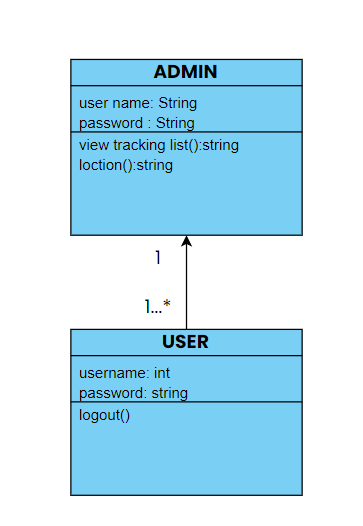 ADMIN
user name: String
password : String
view tracking list():string
loction():string
1
1...*
USER
username: int
password: string
logout()